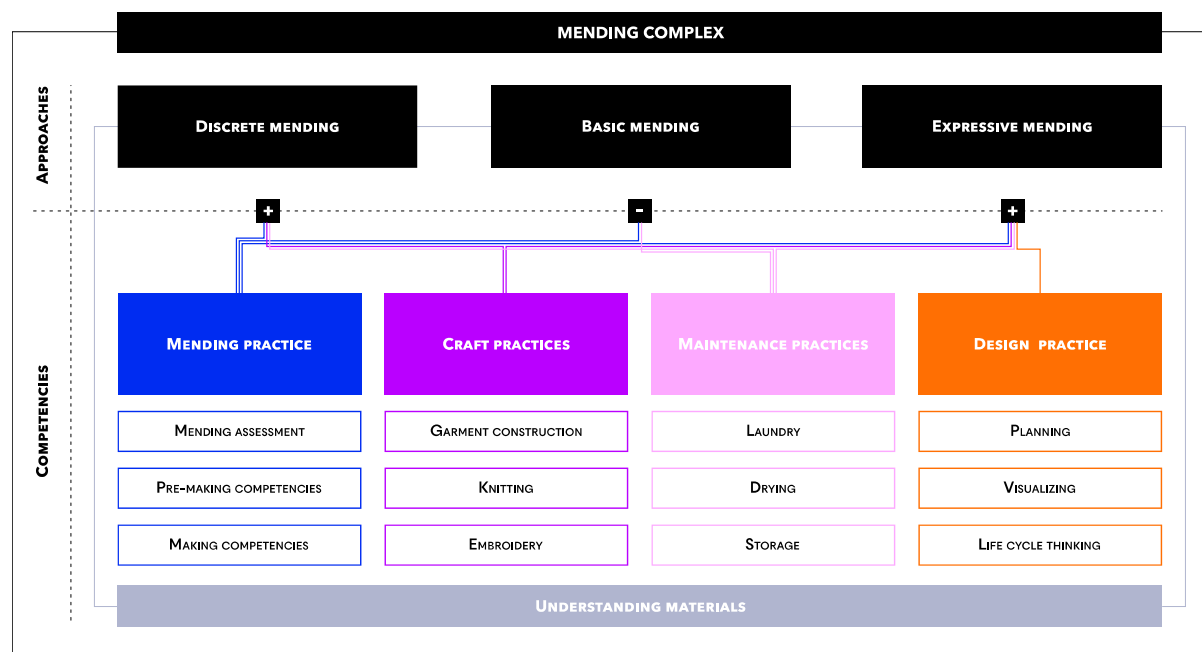 MENDING COMPLEX
APPROACHES
DISCRETE MENDING
BASIC MENDING
EXPRESSIVE MENDING
+
-
+
COMPETENCIES
MENDING PRACTICE
CRAFT PRACTICES
MAINTENANCE PRACTICES
DESIGN PRACTICE
MENDING ASSESSMENT
GARMENT CONSTRUCTION
LAUNDRY
PLANNING
PRE-MAKING COMPETENCIES
KNITTING
DRYING
VISUALIZING
MAKING COMPETENCIES
EMBROIDERY
STORAGE
LIFE CYCLE THINKING
UNDERSTANDING MATERIALS